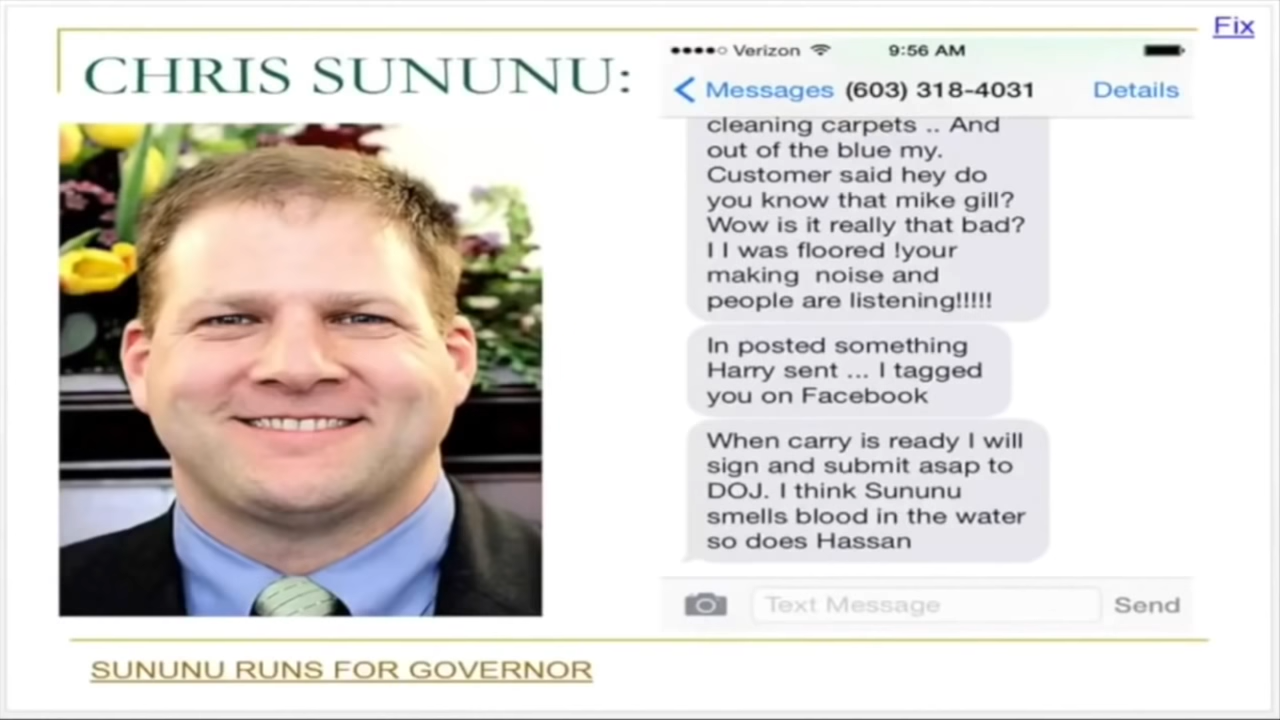 Fix
CHRIS SUNUNU:
Verizon 9:56 AM
Messages (603) 318-4031 Details
cleaning carpets .. And
out of the blue my.
Customer said hey do
you know that mike gill?
Wow is it really that bad?
I I was floored !your
making noise and
people are listening!!!!!
In posted something
Harry sent ... I tagged
you on Facebook
When carry is ready I will
sign and submit asap to
DOJ. I think Sununu
smells blood in the water
so does Hassan
Text Message Send
SUNUNU RUNS FOR GOVERNOR